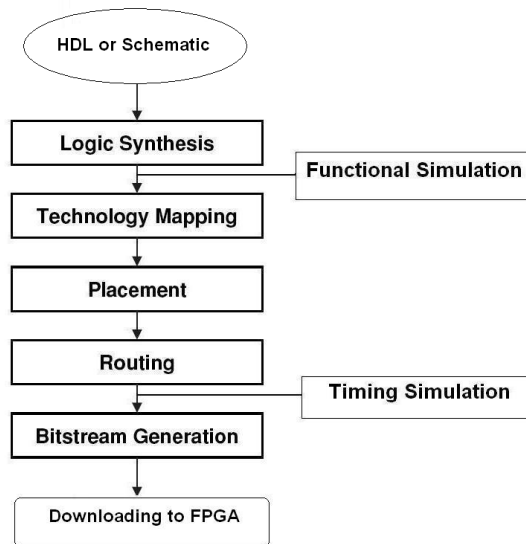 HDL or Schematic
Logic Synthesis
Functional Simulation
Technology Mapping
Placement
Routing
Timing Simulation
Bitstream Generation
Downloading to FPGA